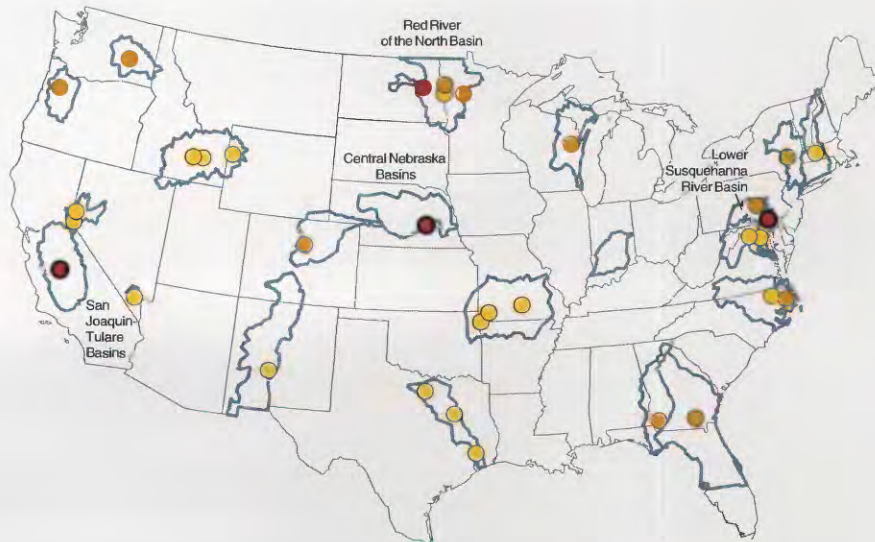 Red River
of the North Basin
Central Nebraska
Basins
Lower
Susquehanna
River Basin
San
Joaquin-
Tulare
Basins